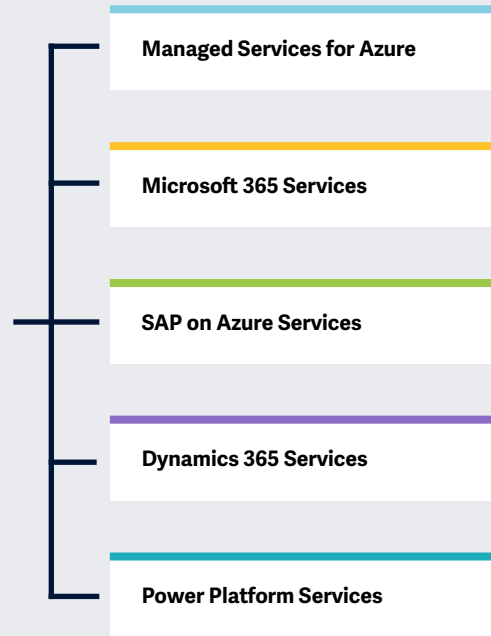 Managed Services for Azure
Microsoft 365 Services
SAP on Azure Services
Dynamics 365 Services
Power Platform Services